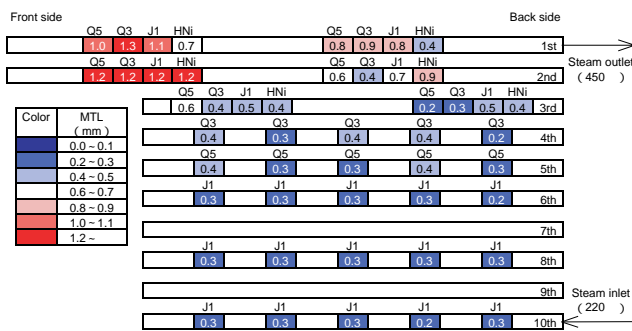 Front side
Back side
Q5 Q3 J1 HNi Q5 Q3 J1 HNi
1.0 1.3 1.1 0.7 0.8 0.9 0.8 0.4 1st
Q5 Q3 J1 HNi Q5 Q3 J1 HNi
Steam outlet
1.2 1.2 1.2 1.2 0.6 0.4 0.7 0.9 2nd
( 450 )
Q5 Q3 J1 HNi Q5 Q3 J1 HNi
0.6 0.4 0.5 0.4 0.2 0.3 0.5 0.4 3rd
Color MTL
( mm )
0.0 ~ 0.1
0.2 ~ 0.3
0.4 ~ 0.5
0.6 ~ 0.7
0.8 ~ 0.9
1.0 ~ 1.1
1.2 ~
Q3 Q3 Q3 Q3 Q3
0.4 0.3 0.4 0.4 0.2 4th
Q5 Q5 Q5 Q5 Q5
0.4 0.3 0.3 0.4 0.3 5th
J1 J1 J1 J1 J1
0.3 0.3 0.3 0.3 0.2 6th
7th
J1 J1 J1 J1 J1
0.3 0.3 0.3 0.3 0.3 8th
9th
Steam inlet
( 220 )
J1 J1 J1 J1 J1
0.3 0.3 0.3 0.2 0.3 10th